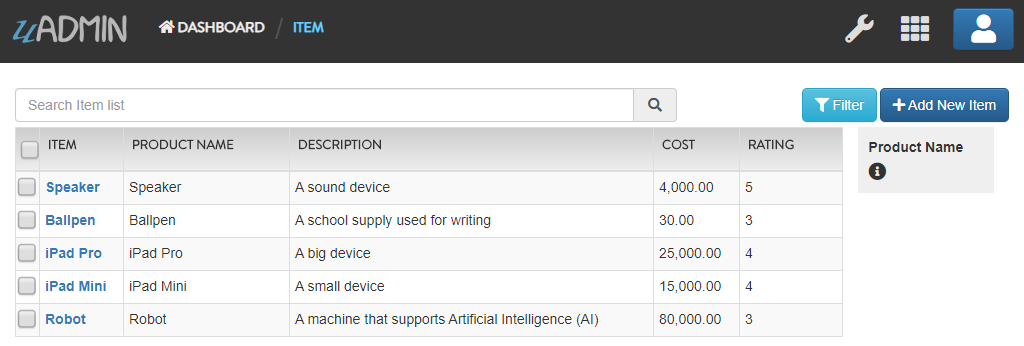 uADMIN DASHBOARD / ITEM
Search Item list Filter Add New Item
ITEM PRODUCT NAME DESCRIPTION COST RATING
Speaker Speaker A sound device 4,000.00 5
Ballpen Ballpen A school supply used for writing 30.00 3
iPad Pro iPad Pro A big device 25,000.00 4
iPad Mini iPad Mini A small device 15,000.00 4
Robot Robot A machine that supports Artificial Intelligence (AI) 80,000.00 3
Product Name